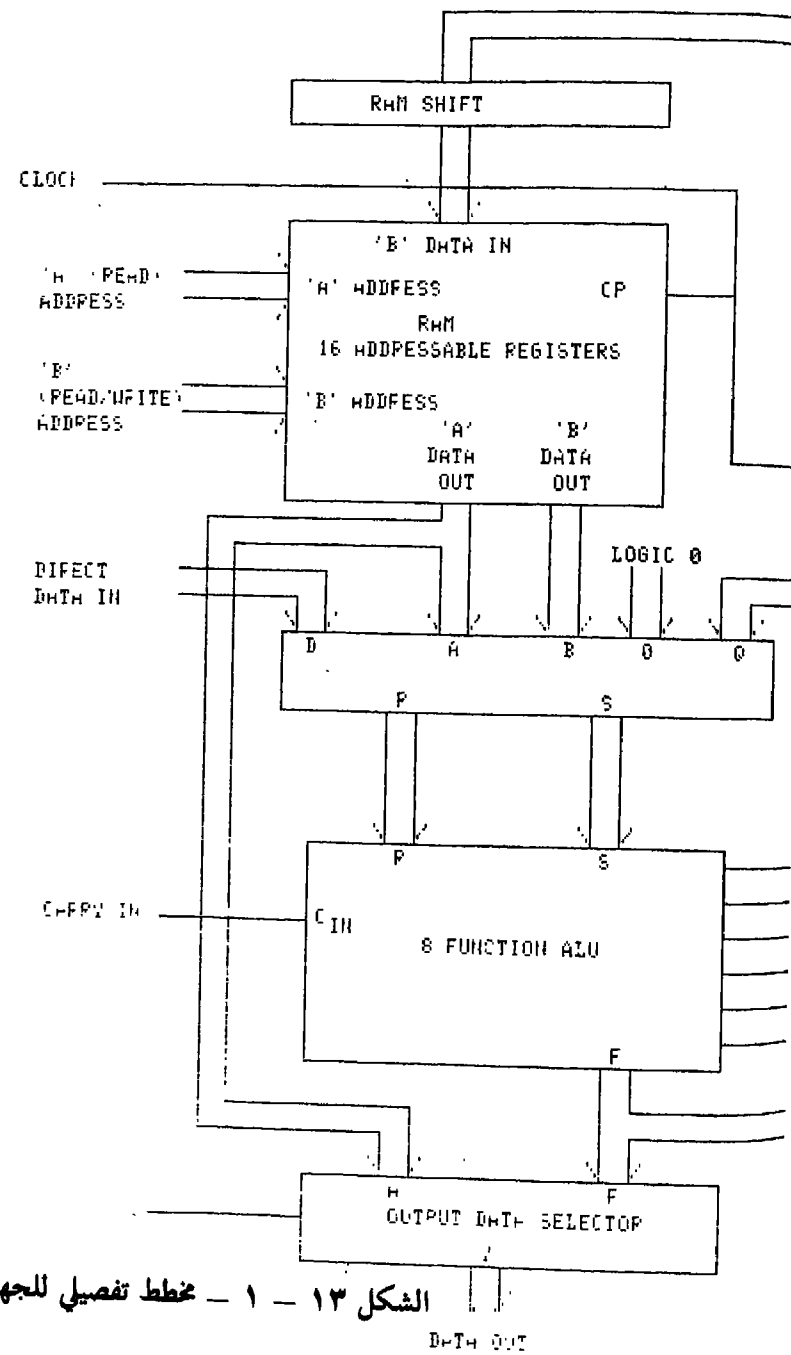 RAM SHIFT
CLOCK
'B' DATA IN
'A' (READ)
ADDRESS
'A' ADDRESS
CP
RAM
16 ADDRESSABLE REGISTERS
'B'
(READ/WRITE)
ADDRESS
'B' ADDRESS
'A' 'B'
DATA DATA
OUT OUT
LOGIC 0
DIRECT
DATA IN
D A B 0 Q
R S
R S
CARRY IN
C IN
8 FUNCTION ALU
F
A F
OUTPUT DATA SELECTOR
الشكل ١٣ – ١ – مخطط تفصيلي
DATA OUT